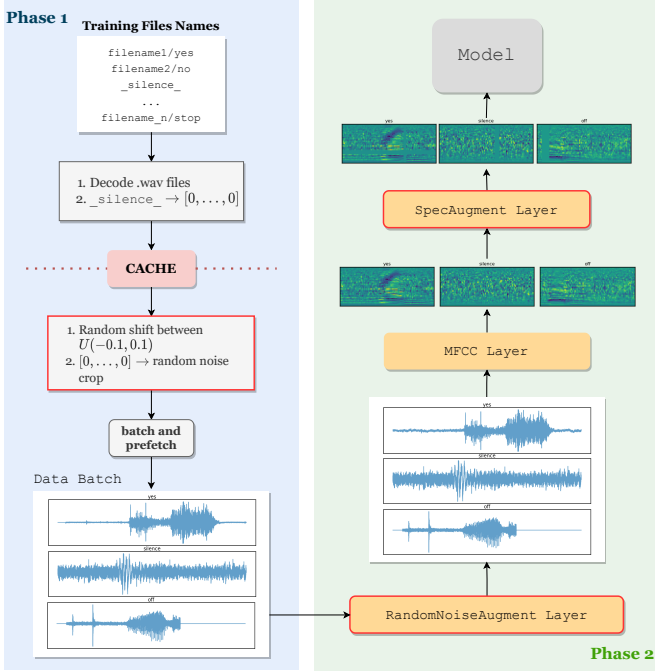 Phase 1
Training Files Names
filename1/yes
filename2/no
_silence_
...
filename_n/stop
1. Decode .wav files
2. _silence_ → [0, . . . , 0]
CACHE
1. Random shift between
U(−0.1, 0.1)
2. [0, . . . , 0] → random noise
crop
batch and
prefetch
Data Batch
yes
silence
off
Model
yes silence off
SpecAugment Layer
yes silence off
MFCC Layer
yes
silence
off
RandomNoiseAugment Layer
Phase 2